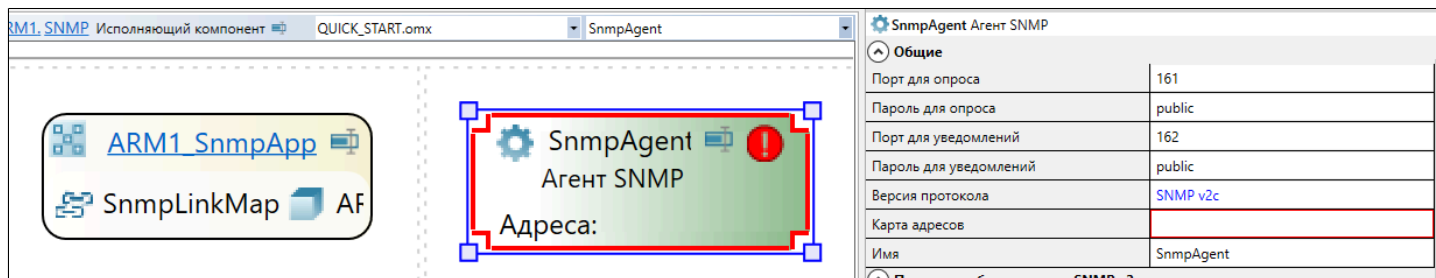 RM1. SNMP Исполняющий компонент QUICK_START.omx SnmpAgent
ARM1_SnmpApp
SnmpLinkMap AF
SnmpAgent
Агент SNMP
Адреса:
SnmpAgent Агент SNMP
Общие
Порт для опроса 161
Пароль для опроса public
Порт для уведомлений 162
Пароль для уведомлений public
Версия протокола SNMP v2c
Карта адресов
Имя SnmpAgent